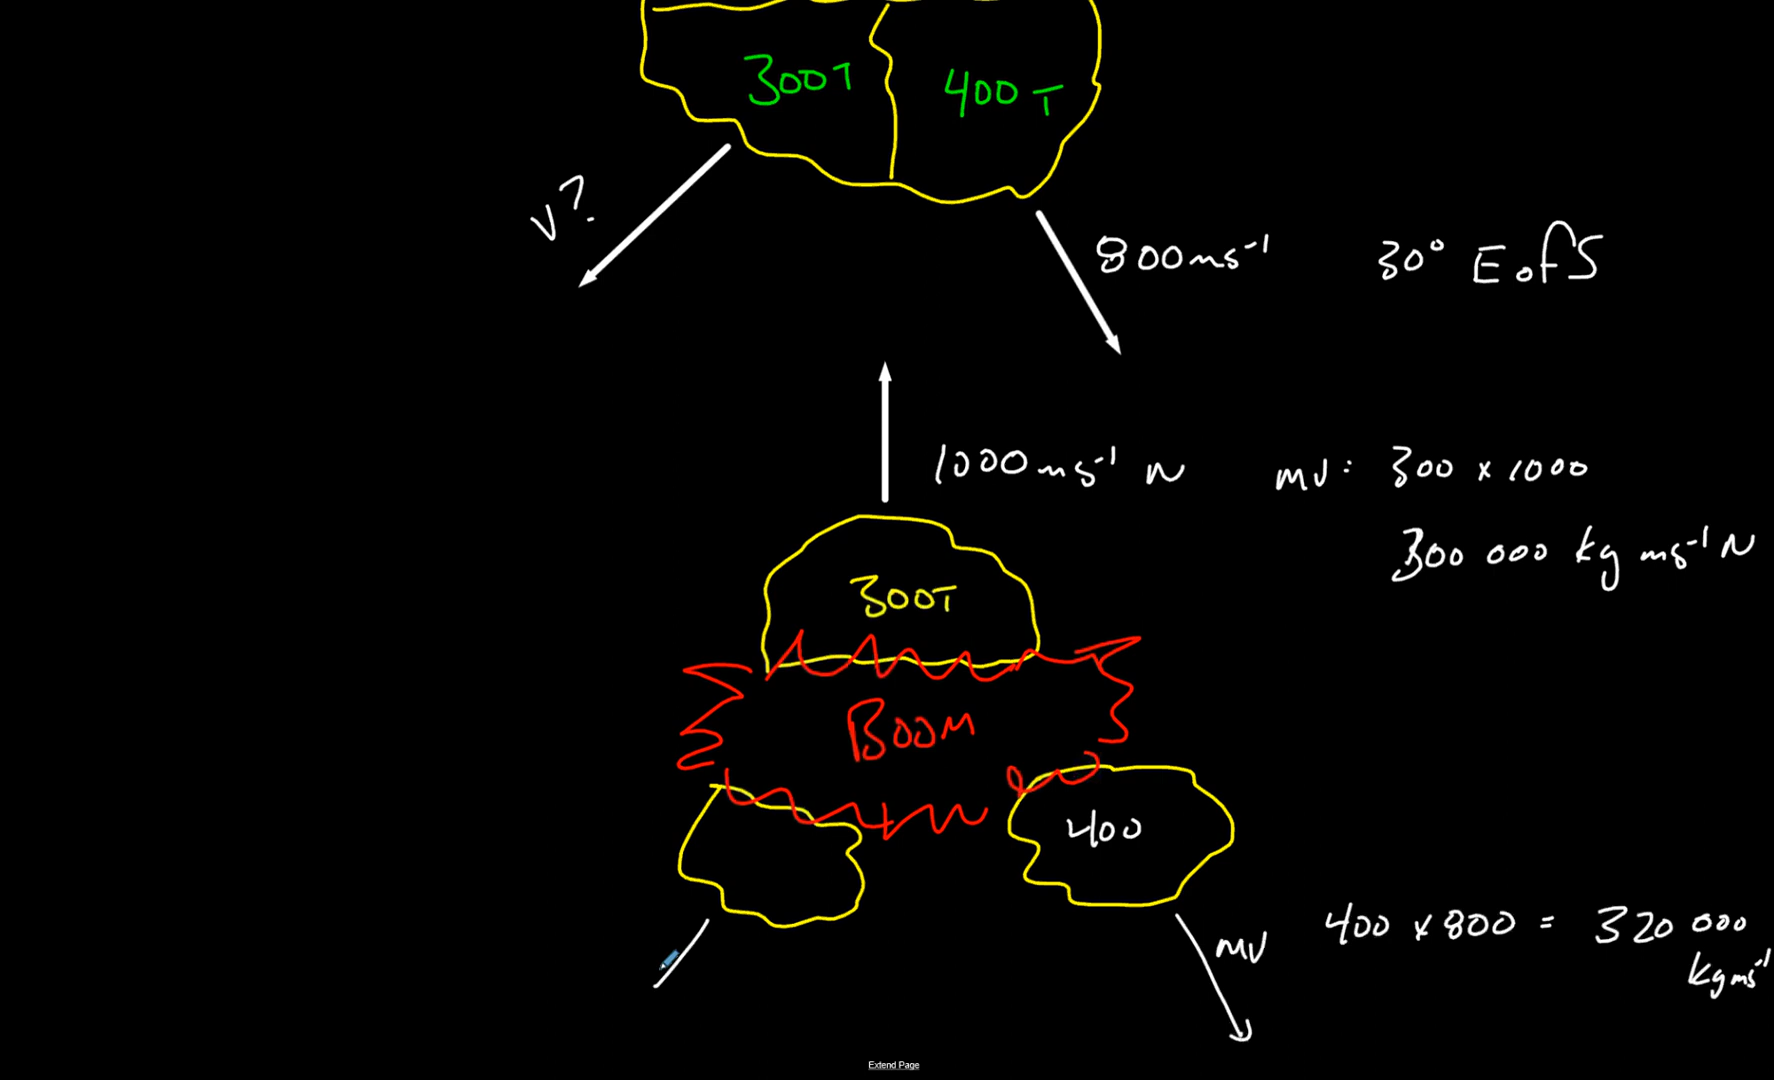 300T
400T
V?
800ms⁻¹
30° E of S
1000ms⁻¹ N
mv: 300 x 1000
300 000 kg ms⁻¹ N
300T
BOOM
400
mv
400 x 800 = 320 000
kgms⁻¹
Extend Page